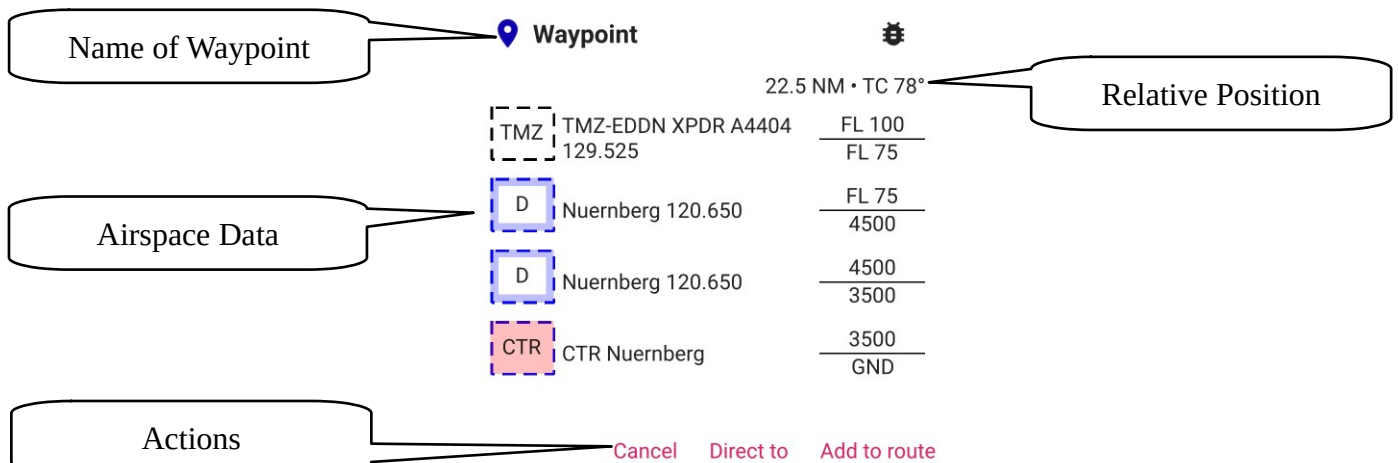 Name of Waypoint
Waypoint
22.5 NM • TC 78°
Relative Position
TMZ
TMZ-EDDN XPDR A4404
129.525
FL 100
FL 75
Airspace Data
D
Nuernberg 120.650
FL 75
4500
D
Nuernberg 120.650
4500
3500
CTR
CTR Nuernberg
3500
GND
Actions
Cancel Direct to Add to route